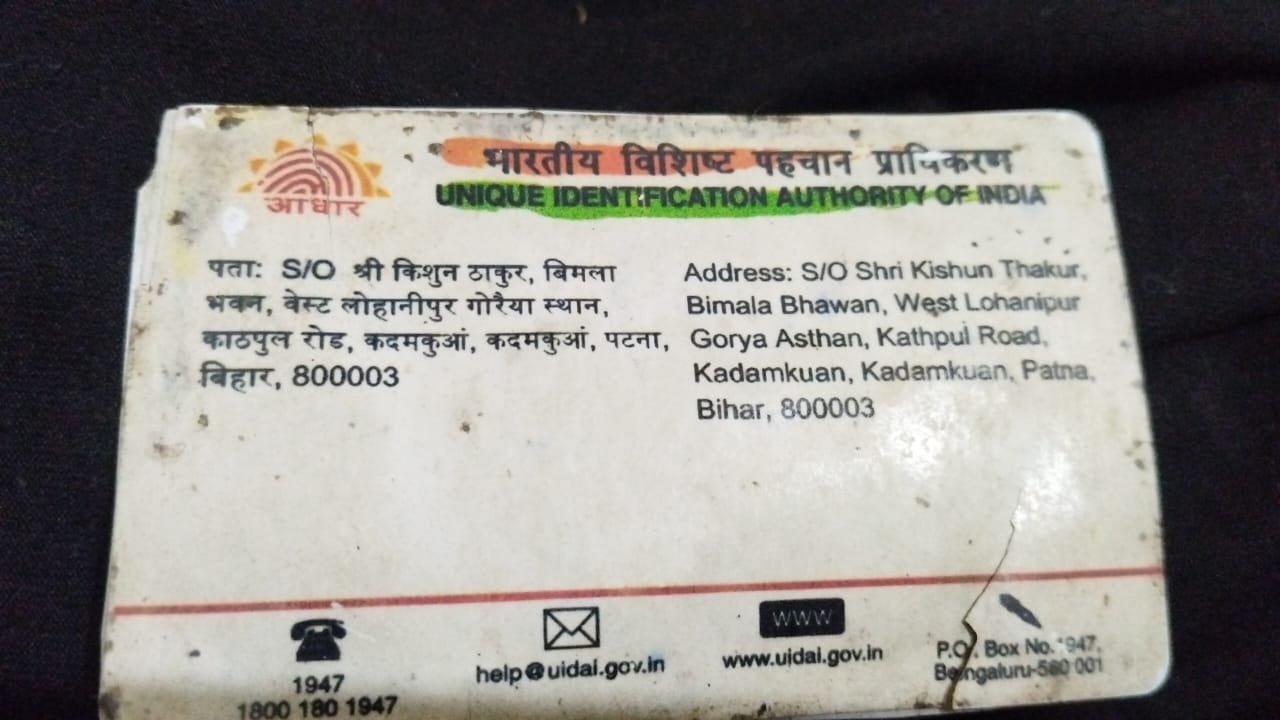 आधार
भारतीय विशिष्ट पहचान प्राधिकरण
UNIQUE IDENTIFICATION AUTHORITY OF INDIA
पता: S/O श्री किशुन ठाकुर, बिमला
भवन, वेस्ट लोहानीपुर गोरैया स्थान,
काठपुल रोड, कदमकुआं, कदमकुआं, पटना,
बिहार, 800003
Address: S/O Shri Kishun Thakur,
Bimala Bhawan, West Lohanipur
Gorya Asthan, Kathpul Road,
Kadamkuan, Kadamkuan, Patna,
Bihar, 800003
1947
1800 180 1947
help@uidai.gov.in
www
www.uidai.gov.in
P.O. Box No. 1947,
Bengaluru-560 001